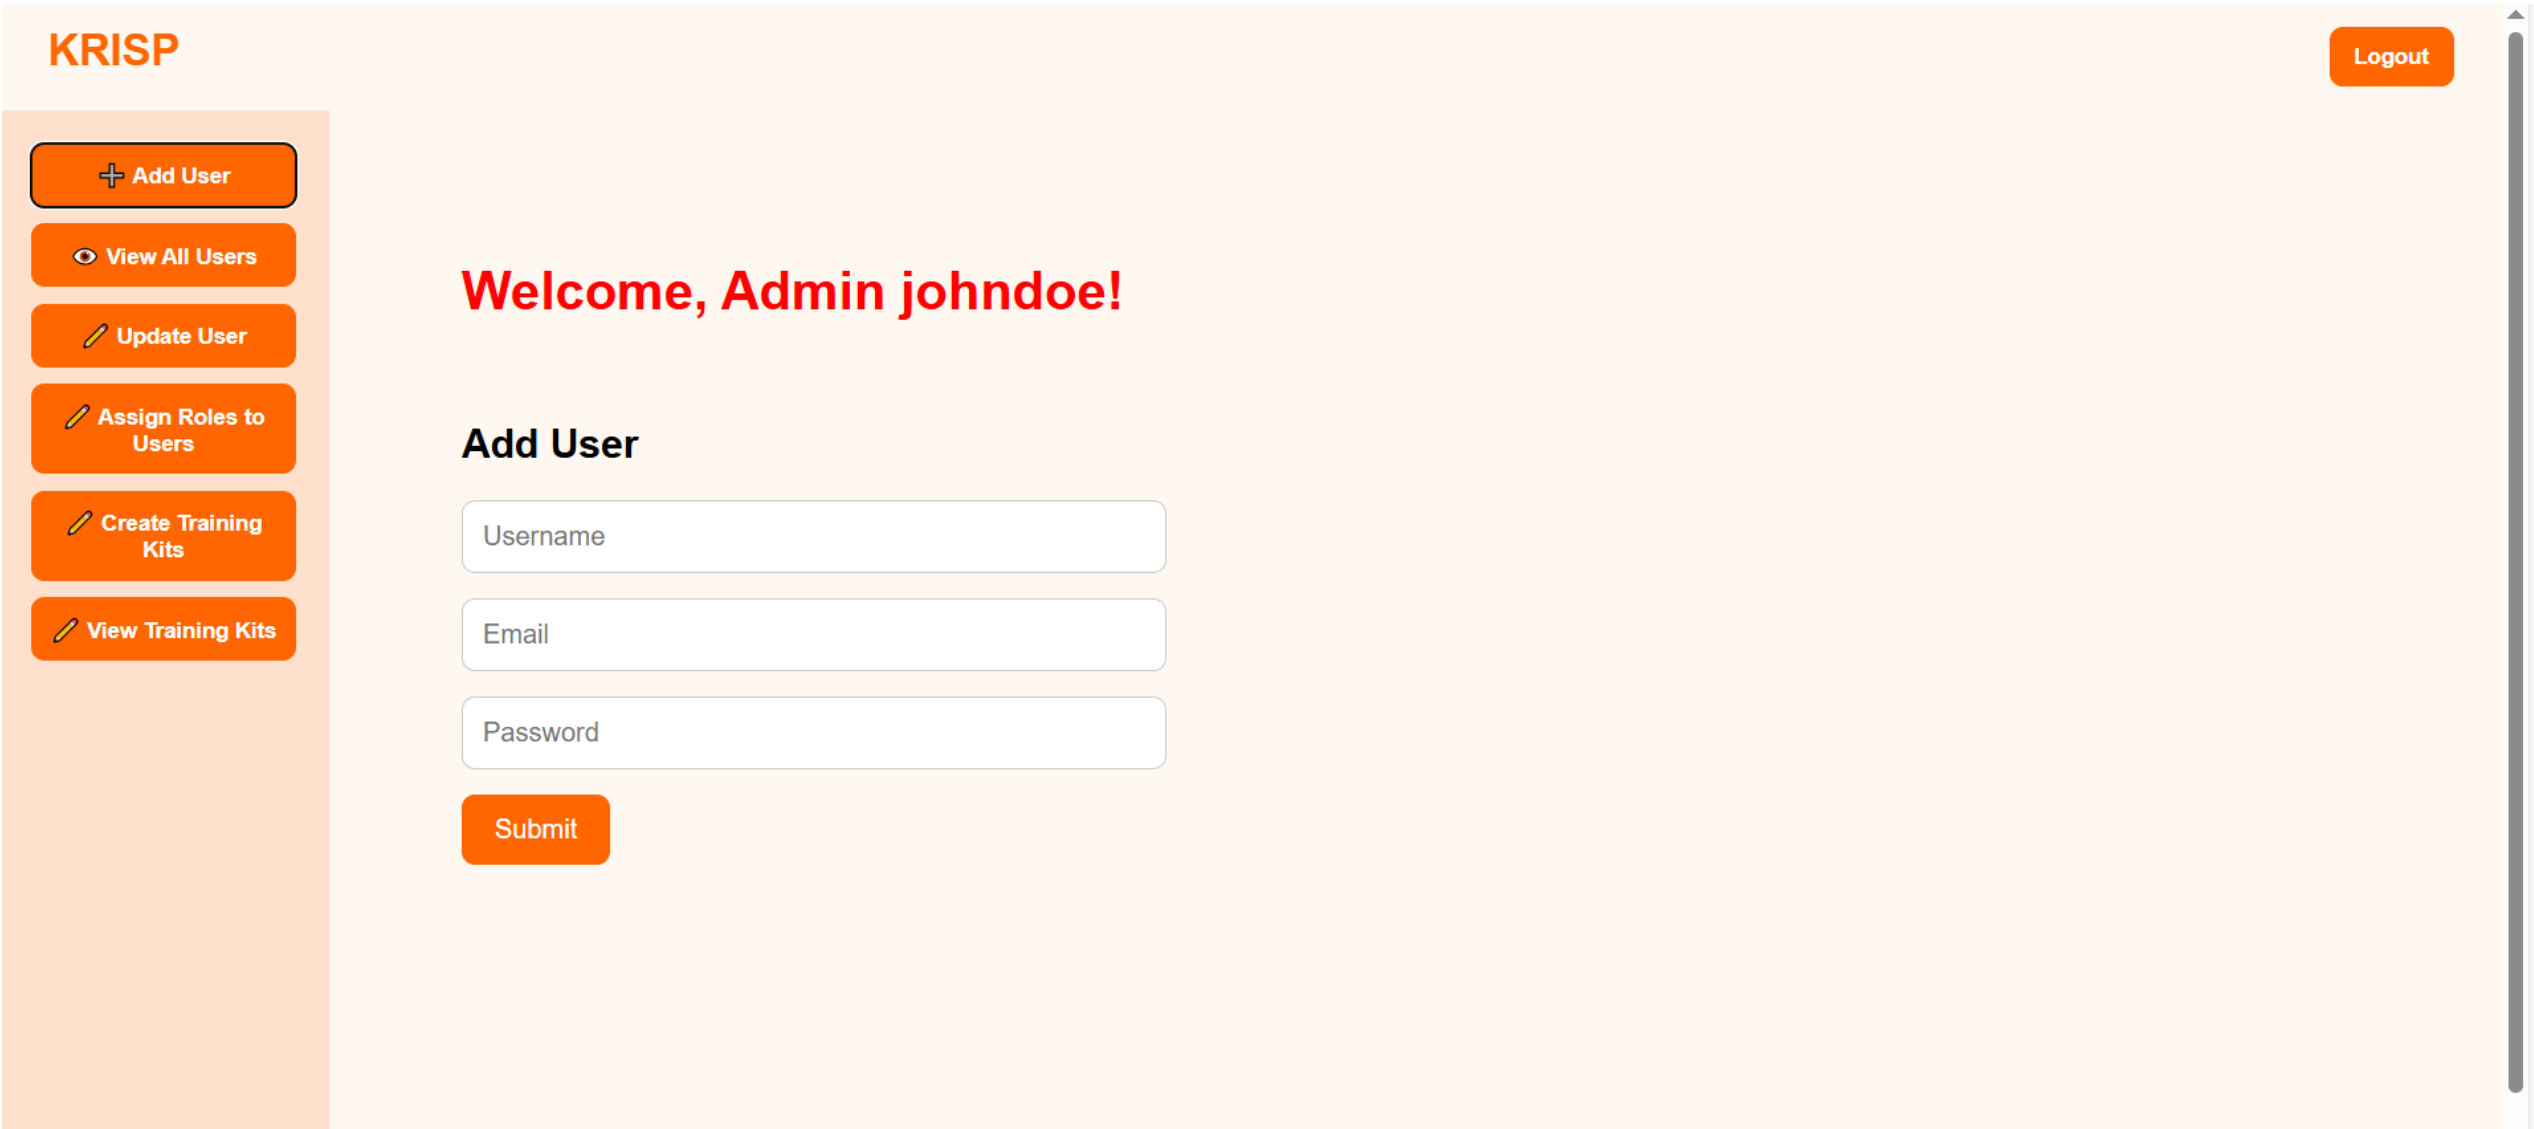 KRISP
Logout
Add User
View All Users
Update User
Assign Roles to
Users
Create Training
Kits
View Training Kits
Welcome, Admin johndoe!
Add User
Username
Email
Password
Submit